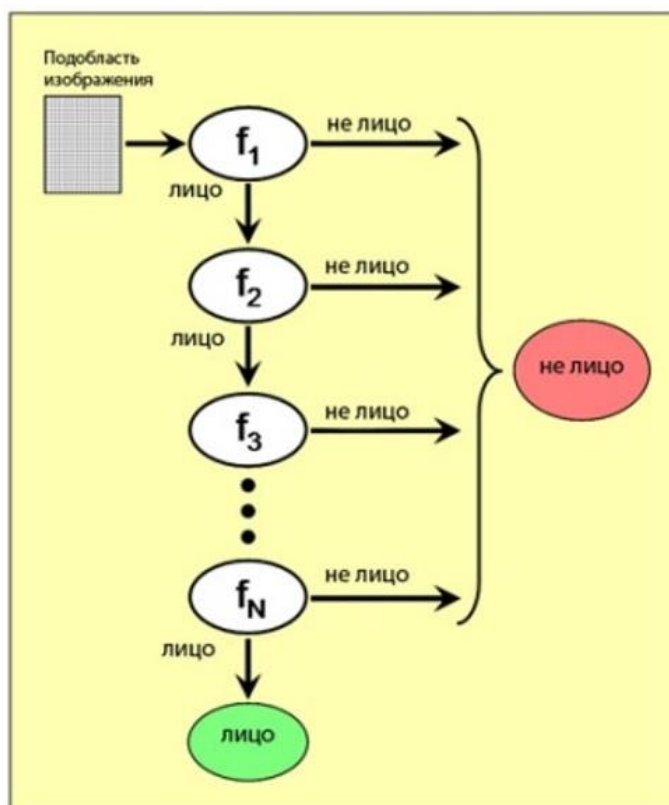 Подобласть
изображения
f1
не лицо
лицо
f2
не лицо
лицо
f3
не лицо
не лицо
fN
не лицо
лицо
лицо